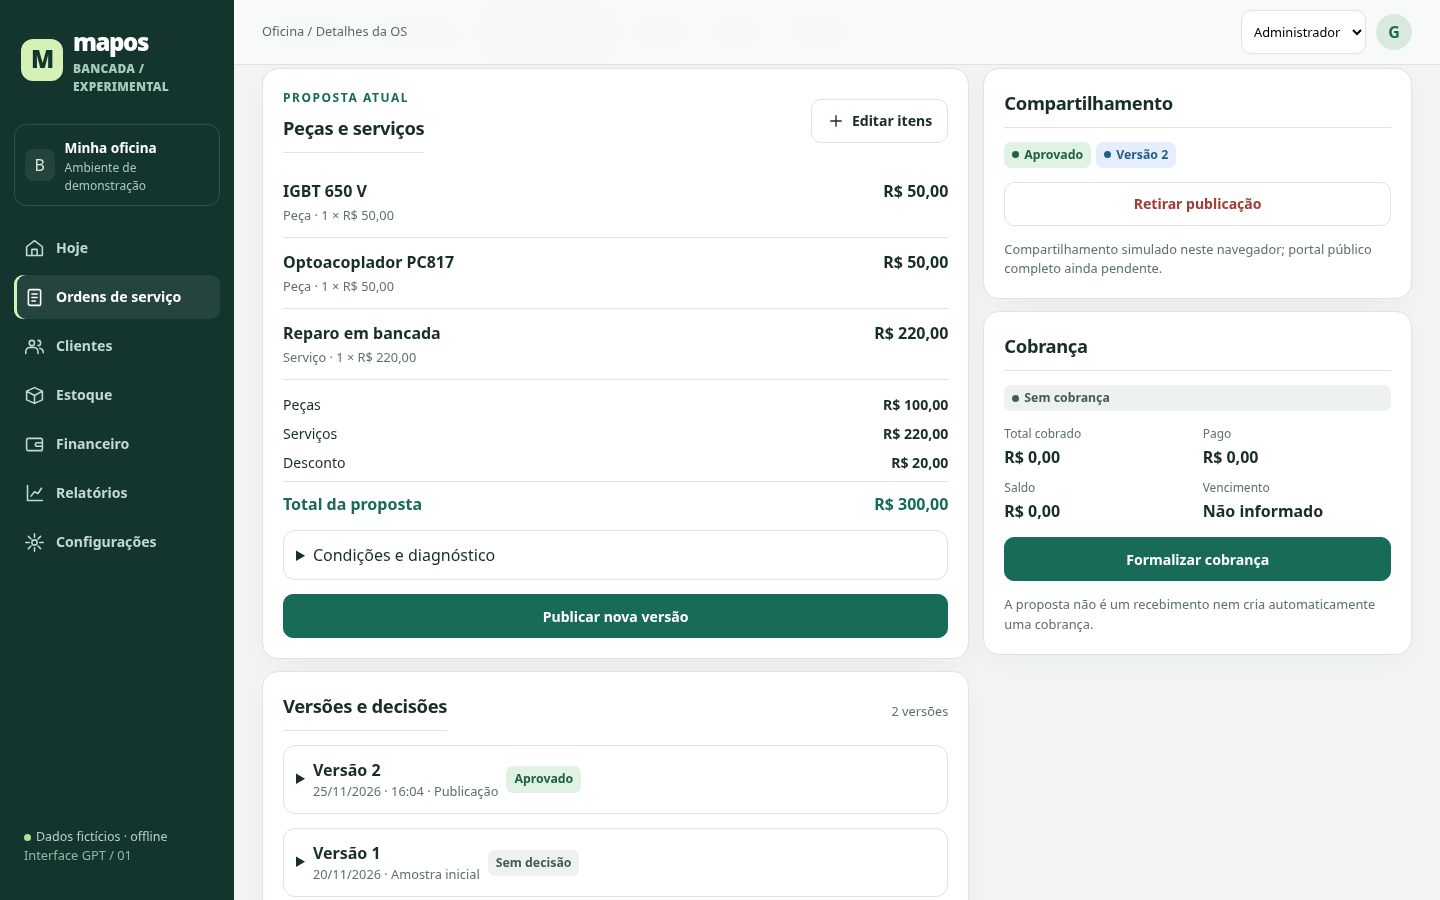 M
mapos
BANCADA /
EXPERIMENTAL
B
Minha oficina
Ambiente de
demonstração
Hoje
Ordens de serviço
Clientes
Estoque
Financeiro
Relatórios
Configurações
Dados fictícios · offline
Interface GPT / 01
Oficina / Detalhes da OS
Administrador
G
PROPOSTA ATUAL
Peças e serviços
Editar itens
IGBT 650 V R$ 50,00
Peça · 1 × R$ 50,00
Optoacoplador PC817 R$ 50,00
Peça · 1 × R$ 50,00
Reparo em bancada R$ 220,00
Serviço · 1 × R$ 220,00
Peças R$ 100,00
Serviços R$ 220,00
Desconto R$ 20,00
Total da proposta R$ 300,00
Condições e diagnóstico
Publicar nova versão
Versões e decisões 2 versões
Versão 2
25/11/2026 · 16:04 · Publicação Aprovado
Versão 1
20/11/2026 · Amostra inicial Sem decisão
Compartilhamento
Aprovado Versão 2
Retirar publicação
Compartilhamento simulado neste navegador; portal público
completo ainda pendente.
Cobrança
Sem cobrança
Total cobrado Pago
R$ 0,00 R$ 0,00
Saldo Vencimento
R$ 0,00 Não informado
Formalizar cobrança
A proposta não é um recebimento nem cria automaticamente
uma cobrança.